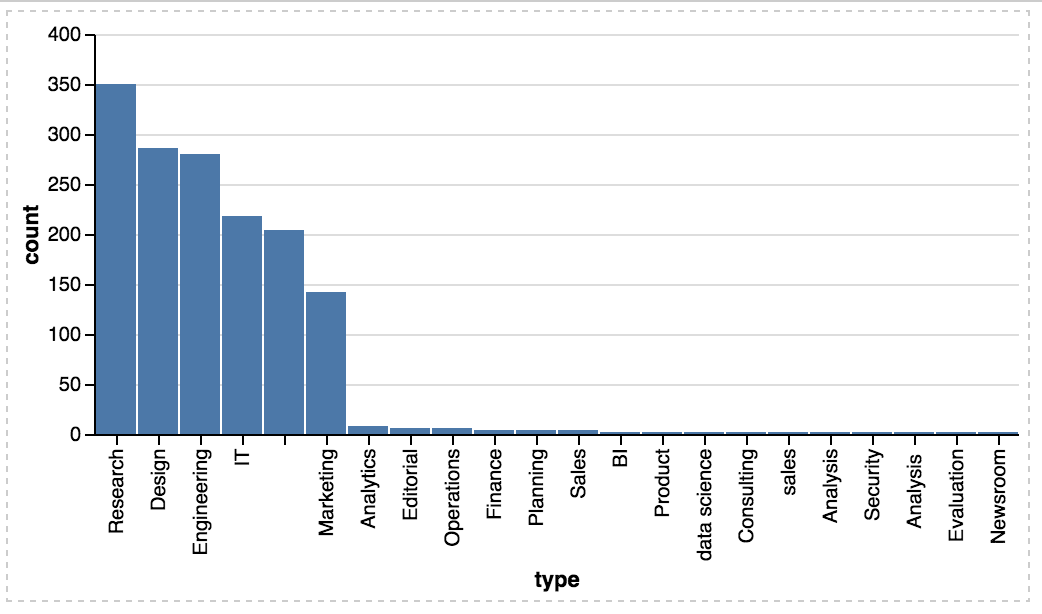 400
350
300
250
200
150
100
50
0
count
Research
Design
Engineering
IT
Marketing
Analytics
Editorial
Operations
Finance
Planning
Sales
BI
Product
data science
Consulting
sales
Analysis
Security
Analysis
Evaluation
Newsroom
type